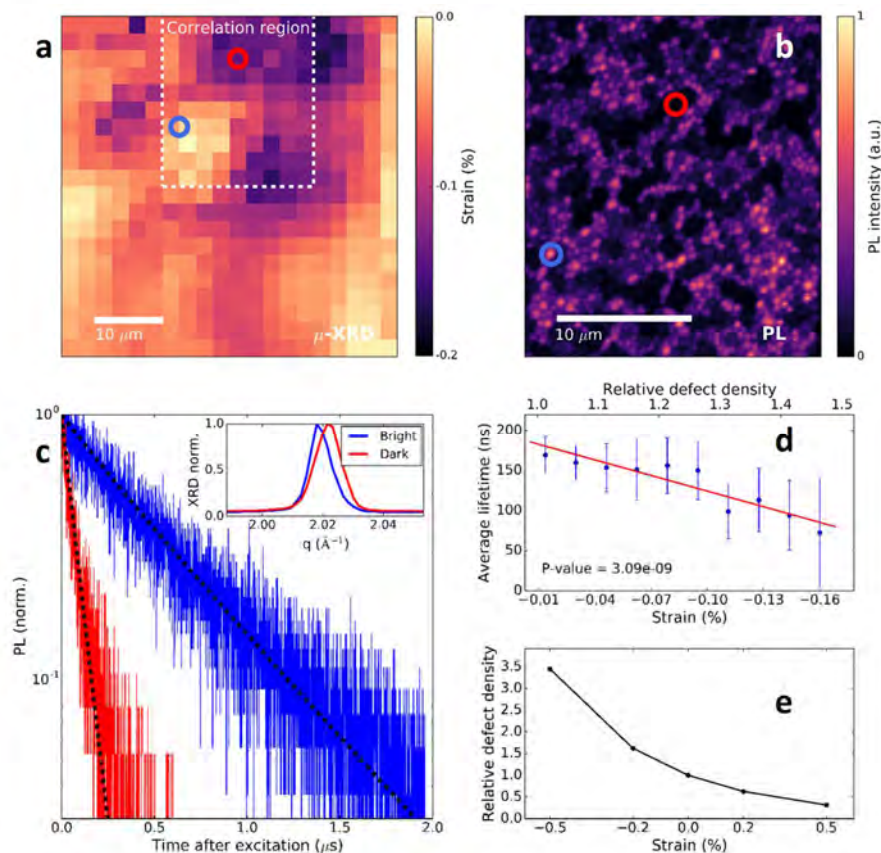 a
Correlation region
10 μm
μ-XRD
0.0
-0.1
-0.2
Strain (%)
b
10 μm
PL
1
0
PL intensity (a.u.)
c
10⁰
10⁻¹
PL (norm.)
0.0 0.5 1.0 1.5 2.0
Time after excitation (μs)
XRD norm.
1.0
0.5
0.0
2.00 2.02 2.04
q (Å⁻¹)
Bright
Dark
Relative defect density
1.0 1.1 1.2 1.3 1.4 1.5
d
Average lifetime (ns)
200
150
100
50
0
P-value = 3.09e-09
−0.01 −0.04 −0.07 −0.10 −0.13 −0.16
Strain (%)
e
Relative defect density
3.5
3.0
2.5
2.0
1.5
1.0
0.5
0.0
−0.5 −0.2 0.0 0.2 0.5
Strain (%)